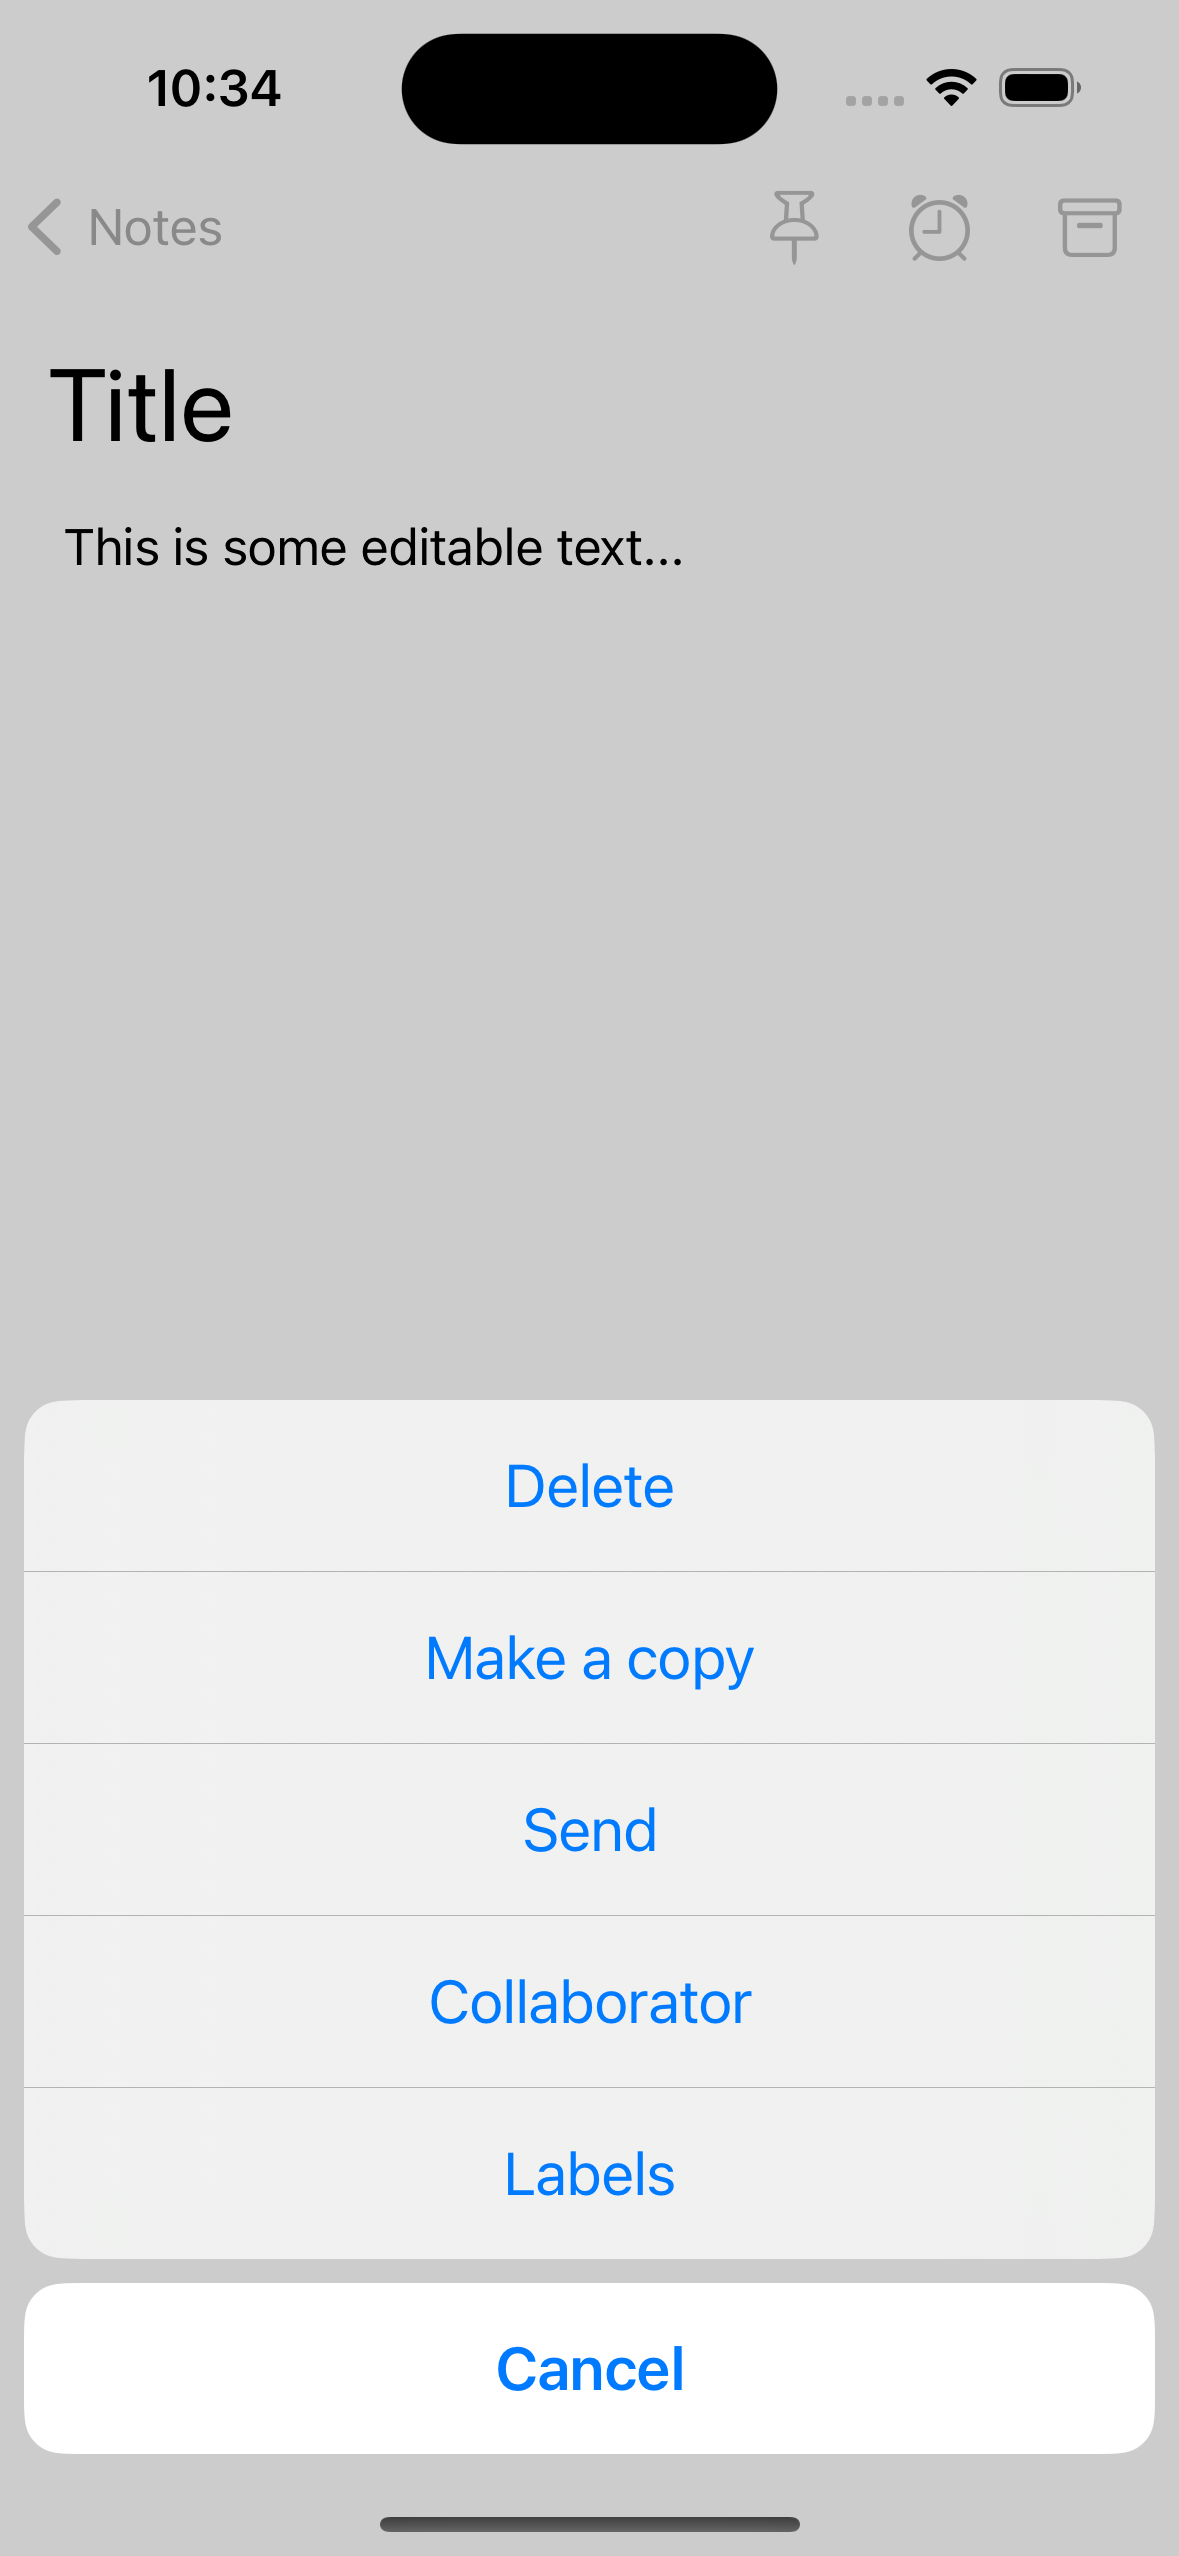 10:34
Notes
Title
This is some editable text...
Delete
Make a copy
Send
Collaborator
Labels
Cancel